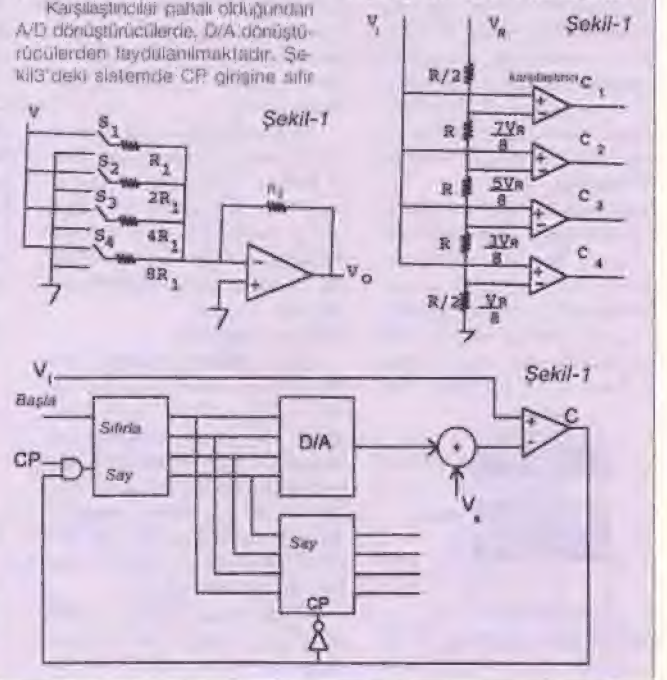 Karşılaştırıcılar pahalı olduğundan
A/D dönüştürücülerde, D/A dönüştü-
rücülerden faydalanılmaktadır. Şe-
kil3'deki sistemde CP girişine sıfır
Şekil-1
V
S1
R1
S2
2R1
S3
4R1
S4
8R1
-
+
VO
Şekil-1
Vi
VR
R/2
karşılaştırıcı
C1
R
7VR
8
C2
R
5VR
8
C3
R
3VR
8
C4
R/2
VR
8
Şekil-1
Vi
Başla
Sıfırla
CP
Say
D/A
+
Vs
+
-
C
Say
CP